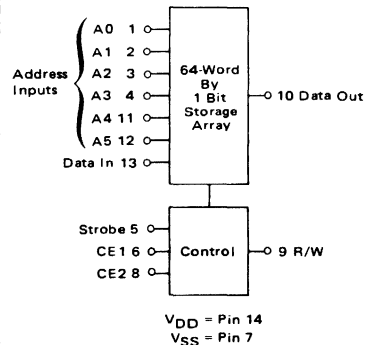 A0 1
A1 2
Address Inputs
A2 3
A3 4
A4 11
A5 12
Data In 13
64-Word
By
1 Bit
Storage
Array
10 Data Out
Strobe 5
CE1 6
CE2 8
Control
9 R/W
VDD = Pin 14
VSS = Pin 7